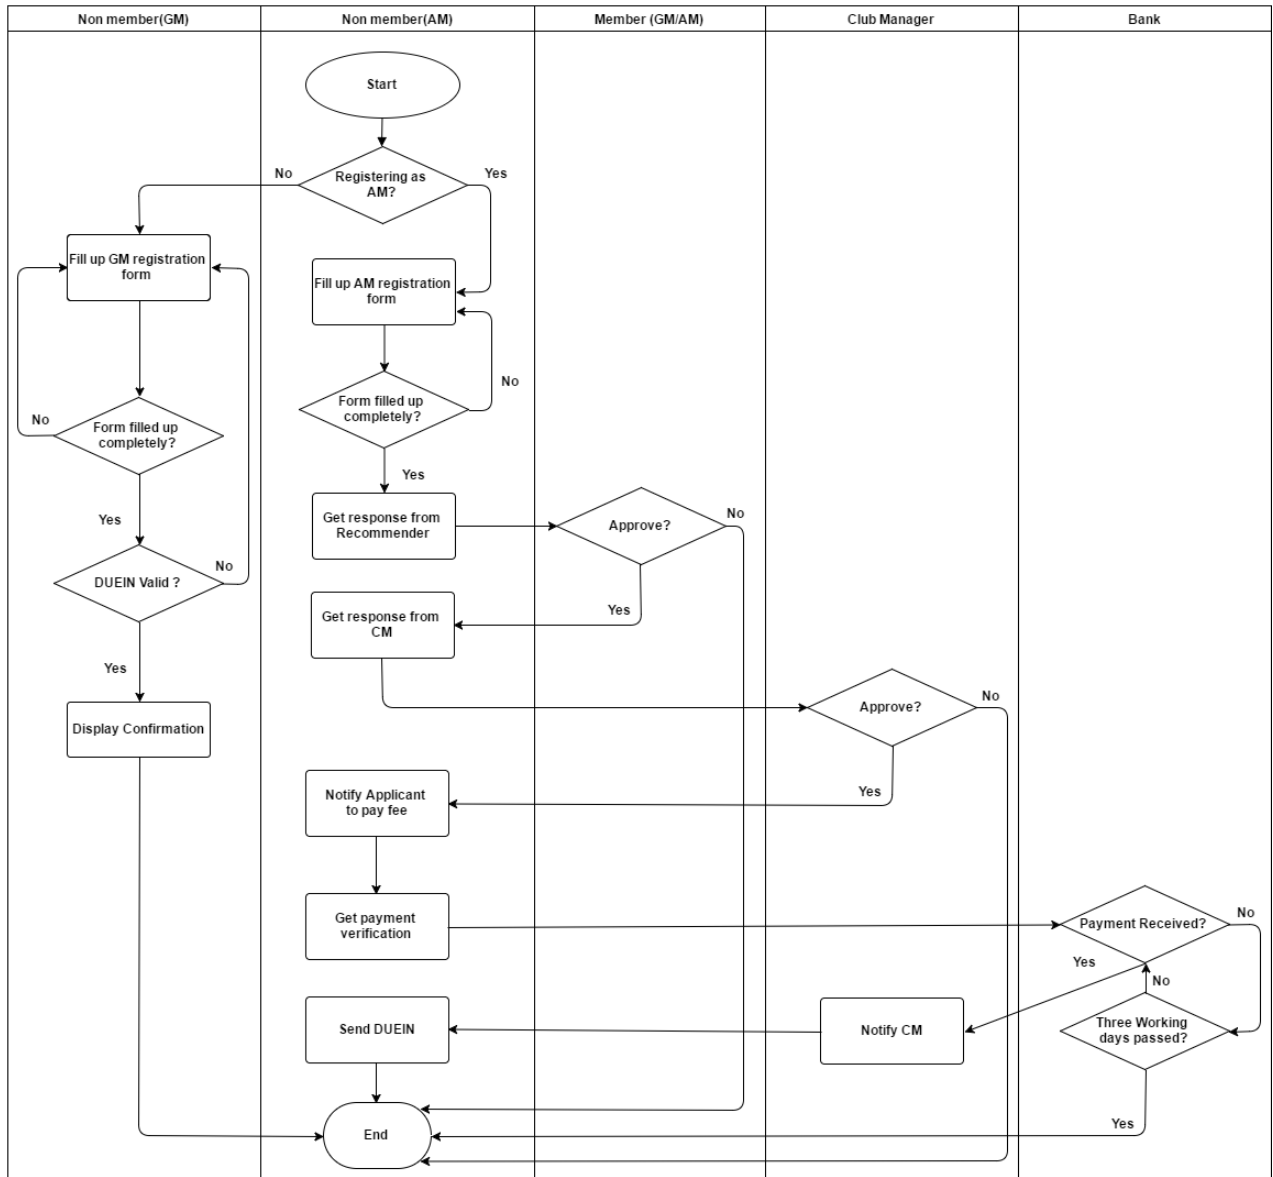 Non member(GM)
Non member(AM)
Member (GM/AM)
Club Manager
Bank
Start
No
Registering as
AM?
Yes
Fill up GM registration
form
Fill up AM registration
form
No
Form filled up
completely?
No
Form filled up
completely?
Yes
Get response from
Recommender
Approve?
No
Yes
DUEIN Valid ?
No
Get response from
CM
Yes
Yes
Display Confirmation
Approve?
No
Notify Applicant
to pay fee
Yes
Get payment
verification
Payment Received?
No
Yes
No
Send DUEIN
Notify CM
Three Working
days passed?
Yes
End